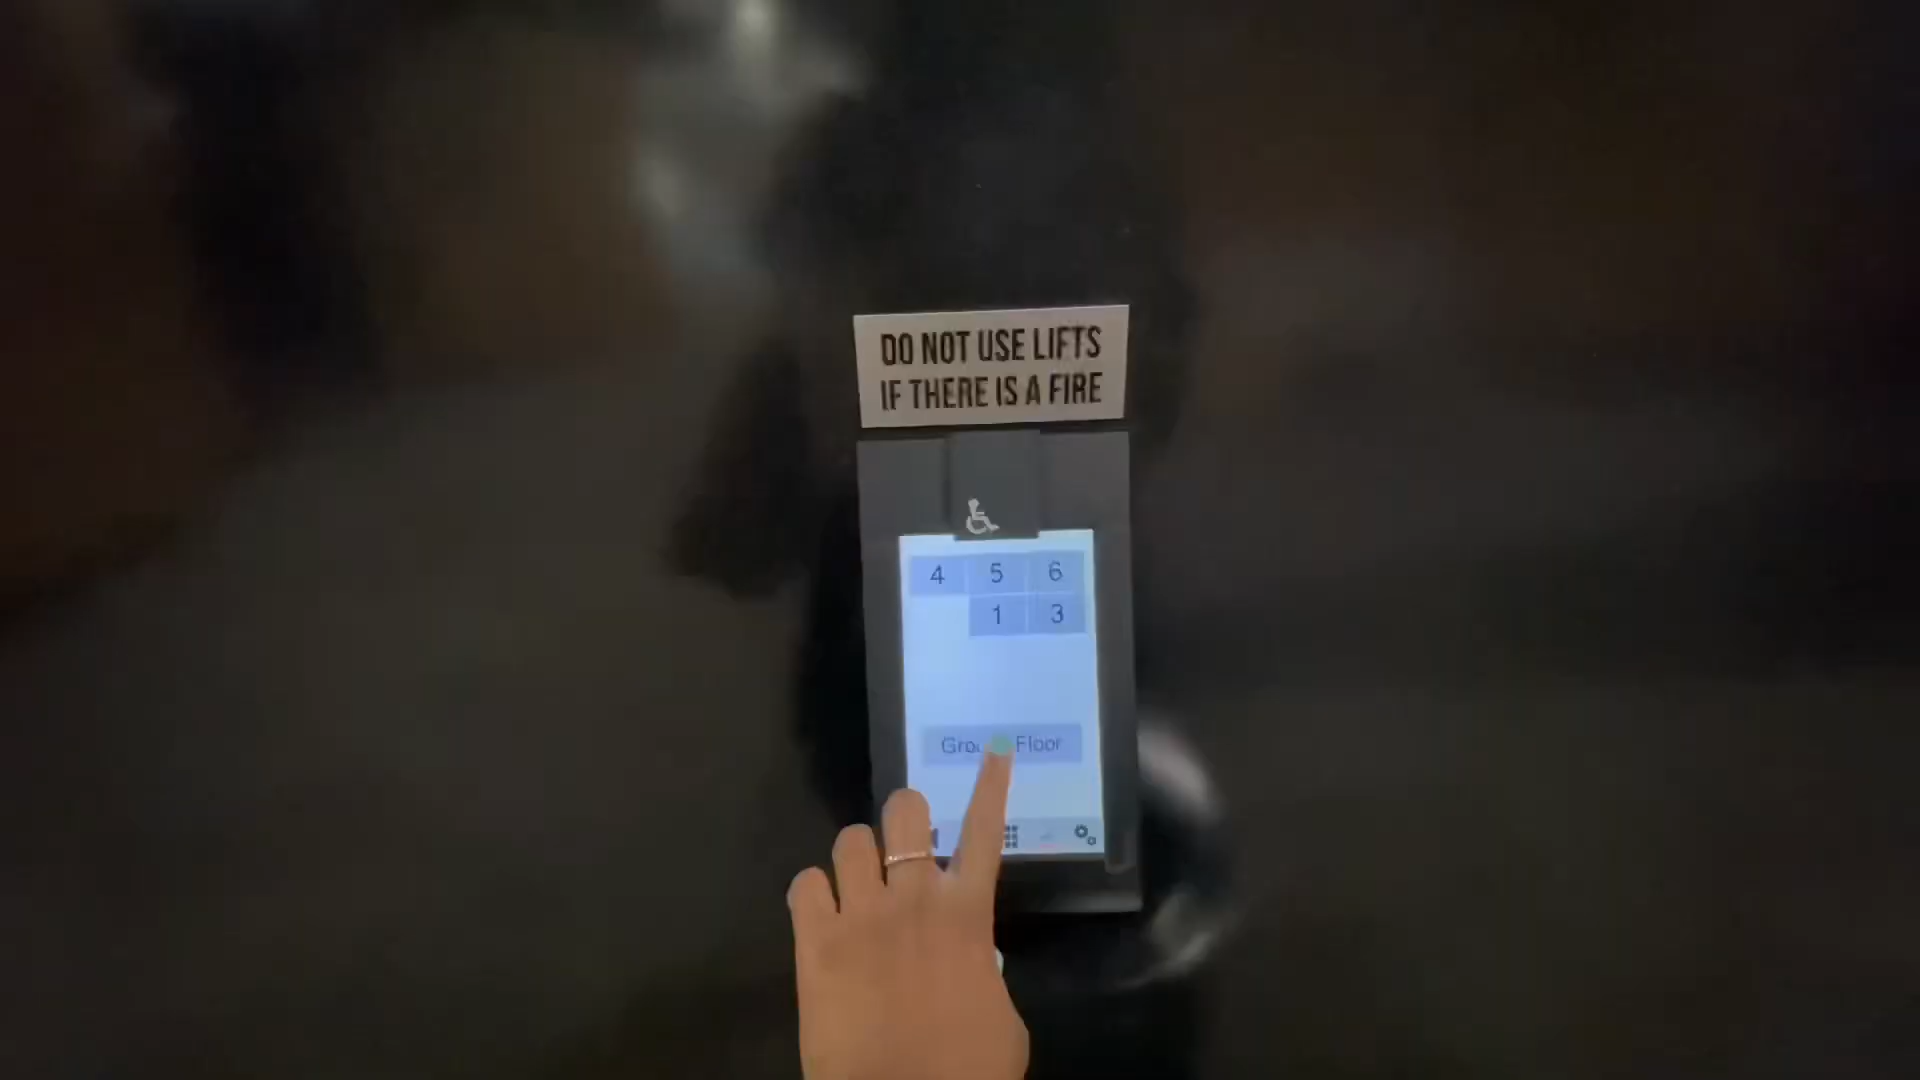 DO NOT USE LIFTS
IF THERE IS A FIRE
4 5 6
1 3
Floor